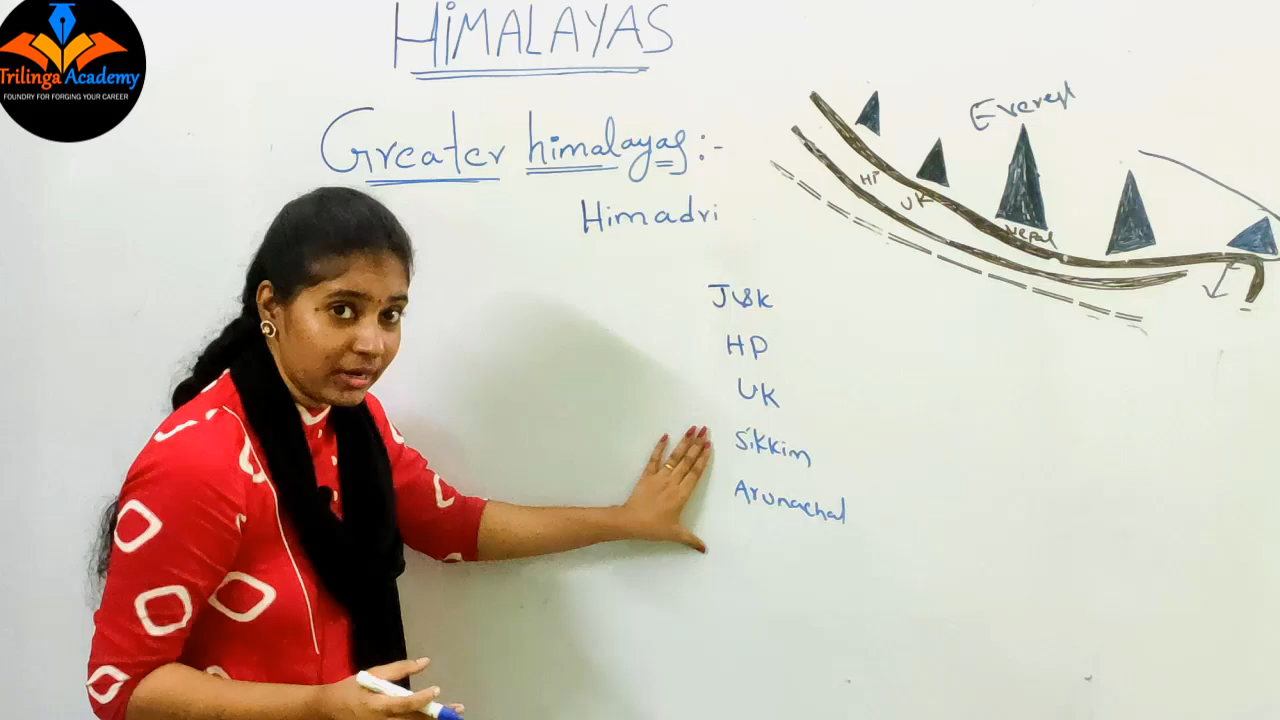 Trilinga Academy
FOUNDRY FOR FORGING YOUR CAREER
HiMALAYAS
Greater himalayas:-
Himadri
Everest
HP
UK
Nepal
J&K
HP
UK
Sikkim
Arunachal